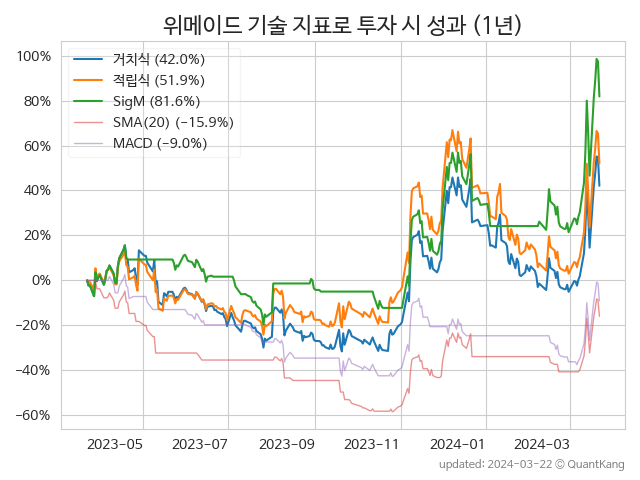 위메이드 기술 지표로 투자 시 성과 (1년)
거치식 (42.0%)
적립식 (51.9%)
SigM (81.6%)
SMA(20) (−15.9%)
MACD (−9.0%)
100%
80%
60%
40%
20%
0%
−20%
−40%
−60%
2023-05 2023-07 2023-09 2023-11 2024-01 2024-03
updated: 2024-03-22 © QuantKang